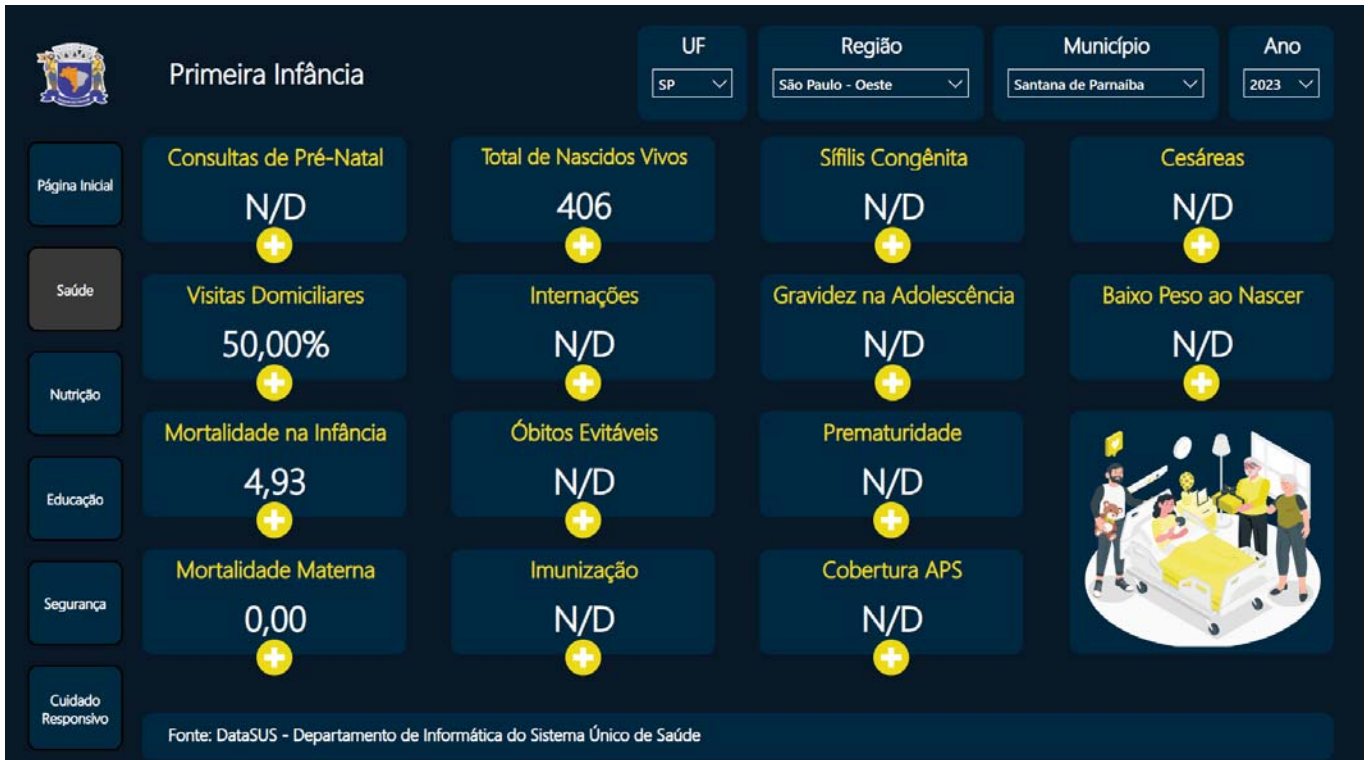 Primeira Infância
UF
SP
Região
São Paulo - Oeste
Município
Santana de Parnaíba
Ano
2023
Página Inicial
Saúde
Nutrição
Educação
Segurança
Cuidado
Responsivo
Consultas de Pré-Natal
N/D
Total de Nascidos Vivos
406
Sífilis Congênita
N/D
Cesáreas
N/D
Visitas Domiciliares
50,00%
Internações
N/D
Gravidez na Adolescência
N/D
Baixo Peso ao Nascer
N/D
Mortalidade na Infância
4,93
Óbitos Evitáveis
N/D
Prematuridade
N/D
Mortalidade Materna
0,00
Imunização
N/D
Cobertura APS
N/D
Fonte: DataSUS - Departamento de Informática do Sistema Único de Saúde